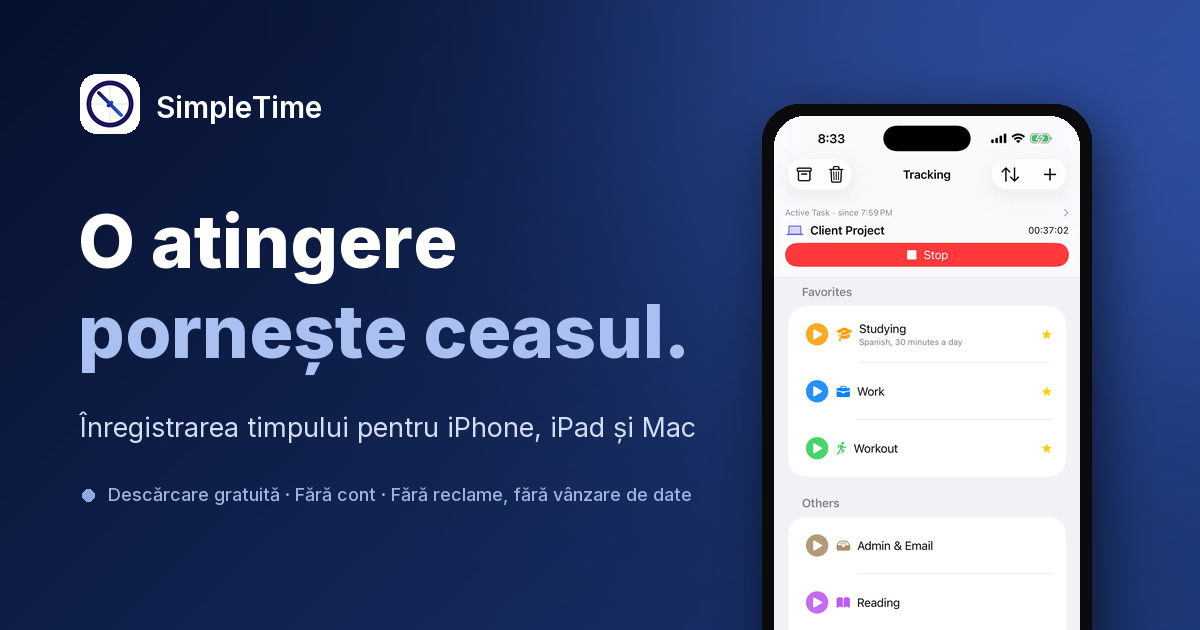 SimpleTime
O atingere
pornește ceasul.
Înregistrarea timpului pentru iPhone, iPad și Mac
Descărcare gratuită · Fără cont · Fără reclame, fără vânzare de date
8:33
Tracking
Active Task · since 7:59 PM
Client Project
00:37:02
Stop
Favorites
Studying
Spanish, 30 minutes a day
Work
Workout
Others
Admin & Email
Reading